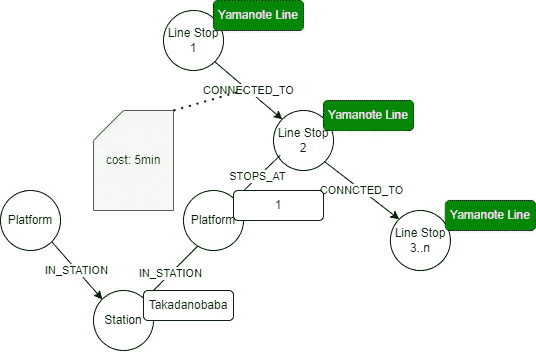 Yamanote Line
Line Stop
1
CONNECTED_TO
Yamanote Line
Line Stop
2
cost: 5min
STOPS_AT
CONNCTED_TO
1
Platform
Platform
Yamanote Line
Line Stop
3..n
IN_STATION
IN_STATION
Takadanobaba
Station